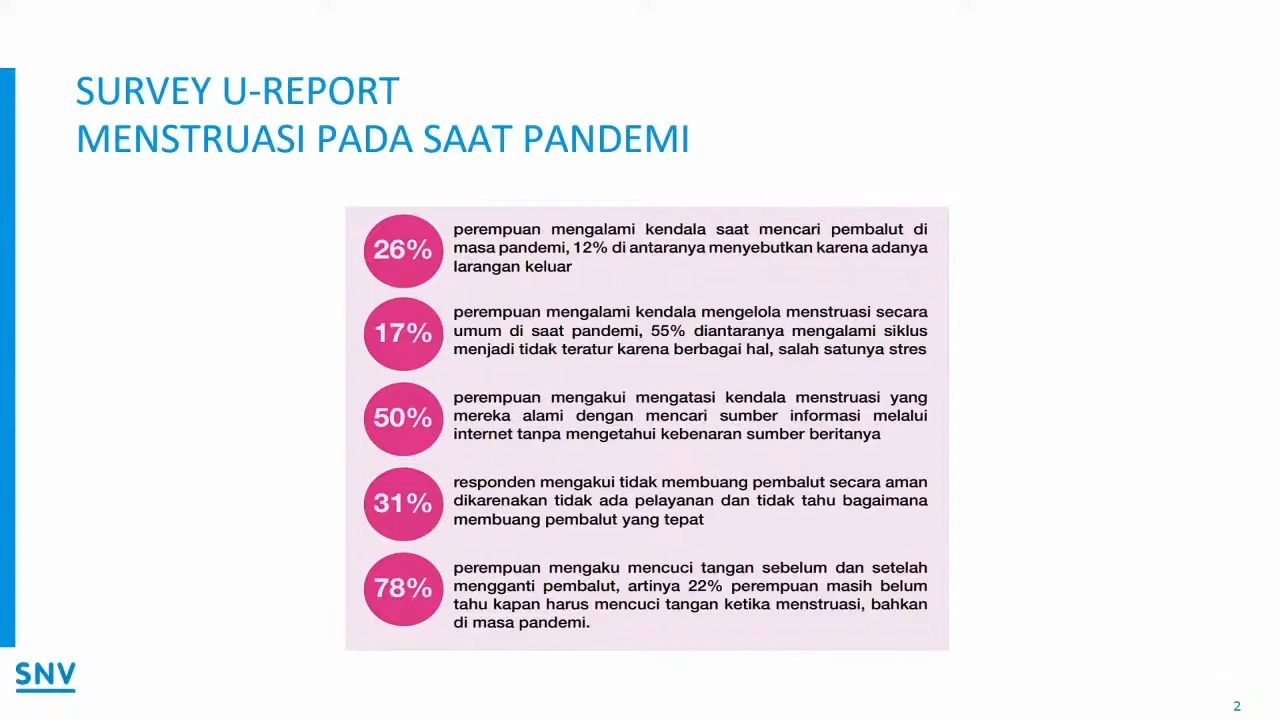 SURVEY U-REPORT
MENSTRUASI PADA SAAT PANDEMI
26%
perempuan mengalami kendala saat mencari pembalut di
masa pandemi, 12% di antaranya menyebutkan karena adanya
larangan keluar
17%
perempuan mengalami kendala mengelola menstruasi secara
umum di saat pandemi, 55% diantaranya mengalami siklus
menjadi tidak teratur karena berbagai hal, salah satunya stres
50%
perempuan mengakui mengatasi kendala menstruasi yang
mereka alami dengan mencari sumber informasi melalui
internet tanpa mengetahui kebenaran sumber beritanya
31%
responden mengakui tidak membuang pembalut secara aman
dikarenakan tidak ada pelayanan dan tidak tahu bagaimana
membuang pembalut yang tepat
78%
perempuan mengaku mencuci tangan sebelum dan setelah
mengganti pembalut, artinya 22% perempuan masih belum
tahu kapan harus mencuci tangan ketika menstruasi, bahkan
di masa pandemi.
SNV
2